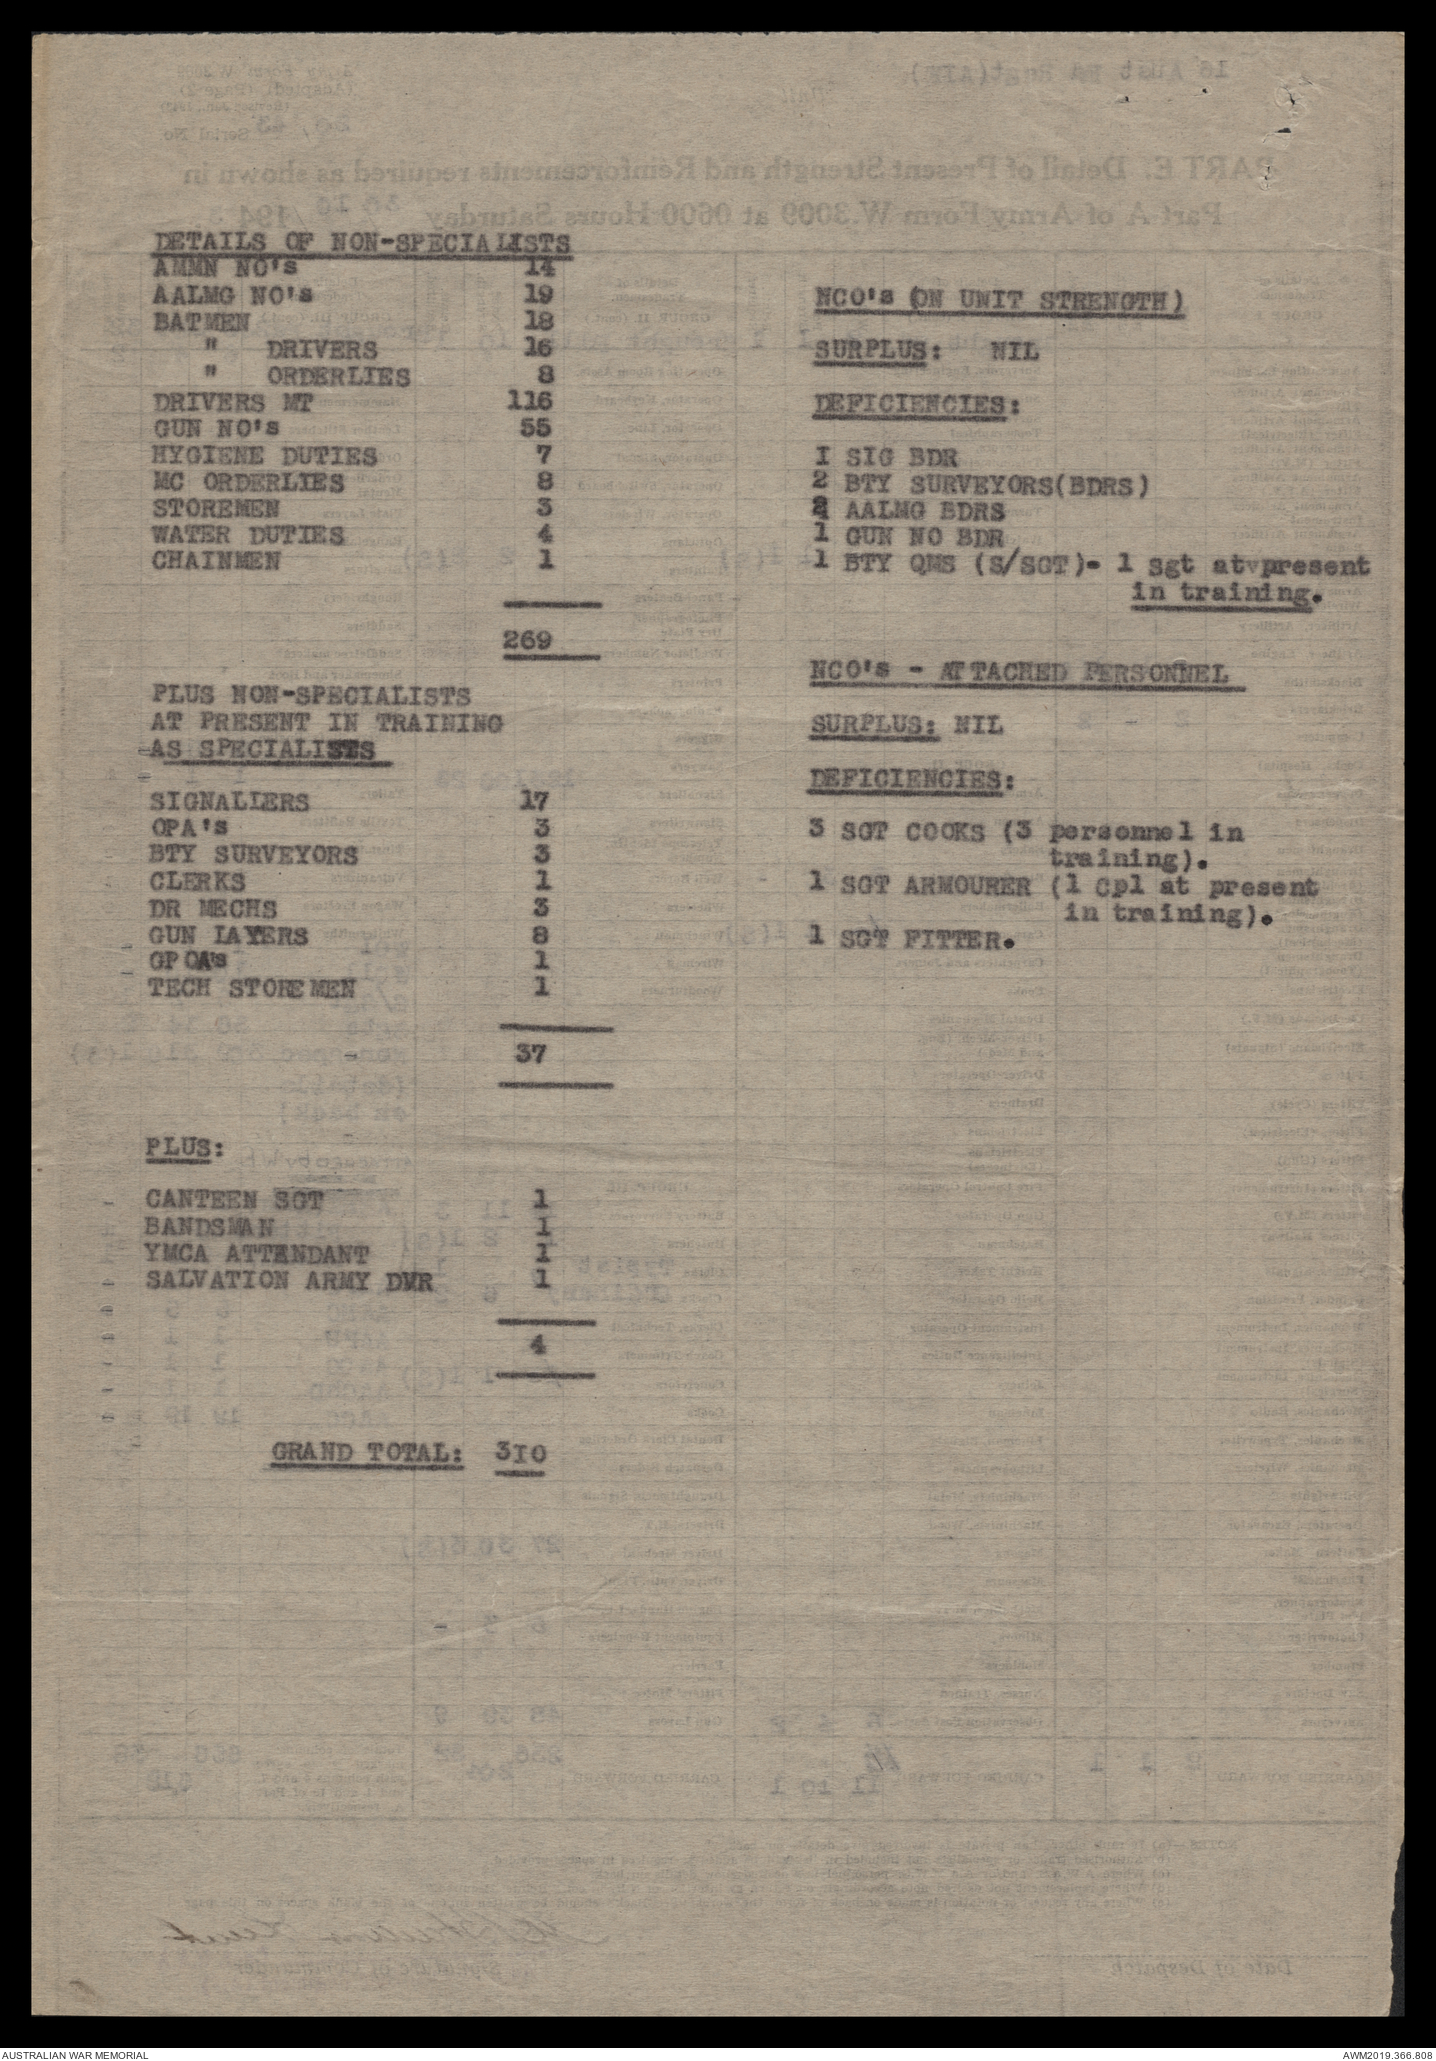 DETAILS OF NON-SPECIALISTS
AMMN NO's 14
AALMG NO's 19
BATMEN 18
" DRIVERS 16
" ORDERLIES 8
DRIVERS MT 116
GUN NO's 55
HYGIENE DUTIES 7
MC ORDERLIES 8
STOREMEN 3
WATER DUTIES 4
CHAINMEN 1
269
PLUS NON-SPECIALISTS
AT PRESENT IN TRAINING
AS SPECIALISTS
SIGNALIERS 17
OPA's 3
BTY SURVEYORS 3
CLERKS 1
DR MECHS 3
GUN LAYERS 8
GPOA's 1
TECH STOREMEN 1
37
PLUS:
CANTEEN SGT 1
BANDSMAN 1
YMCA ATTENDANT 1
SALVATION ARMY DVR 1
4
GRAND TOTAL: 310
NCO's (ON UNIT STRENGTH)
SURPLUS: NIL
DEFICIENCIES:
1 SIG BDR
2 BTY SURVEYORS(BDRS)
AALMG BDRS
1 GUN NO BDR
1 BTY QMS (S/SGT)- 1 sgt at present
in training.
NCO's - ATTACHED PERSONNEL
SURPLUS: NIL
DEFICIENCIES:
3 SGT COOKS (3 personnel in
training).
1 SGT ARMOURER (1 Cpl at present
in training).
1 SGT FITTER.
AUSTRALIAN WAR MEMORIAL
AWM2019.366.808